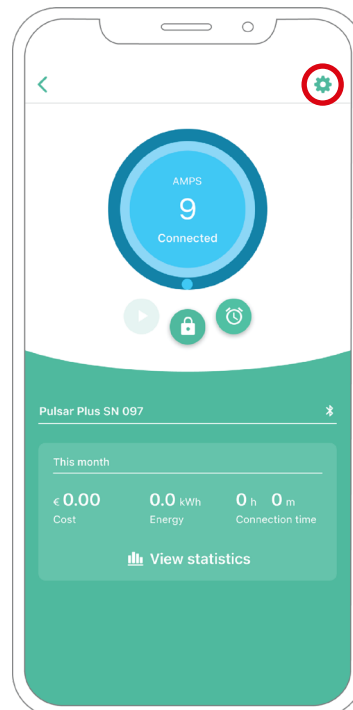 AMPS
9
Connected
Pulsar Plus SN 097
This month
€ 0.00 0.0 kWh 0 h 0 m
Cost Energy Connection time
View statistics